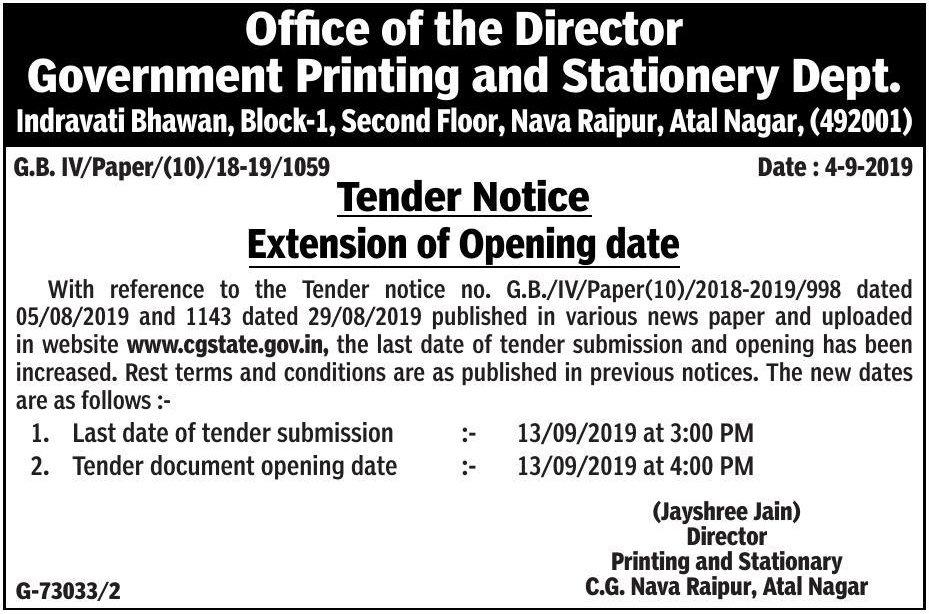 Office of the Director
Government Printing and Stationery Dept.
Indravati Bhawan, Block-1, Second Floor, Nava Raipur, Atal Nagar, (492001)
G.B. IV/Paper/(10)/18-19/1059 Date : 4-9-2019
Tender Notice
Extension of Opening date
With reference to the Tender notice no. G.B./IV/Paper(10)/2018-2019/998 dated
05/08/2019 and 1143 dated 29/08/2019 published in various news paper and uploaded
in website www.cgstate.gov.in, the last date of tender submission and opening has been
increased. Rest terms and conditions are as published in previous notices. The new dates
are as follows :-
1. Last date of tender submission :- 13/09/2019 at 3:00 PM
2. Tender document opening date :- 13/09/2019 at 4:00 PM
(Jayshree Jain)
Director
Printing and Stationary
C.G. Nava Raipur, Atal Nagar
G-73033/2